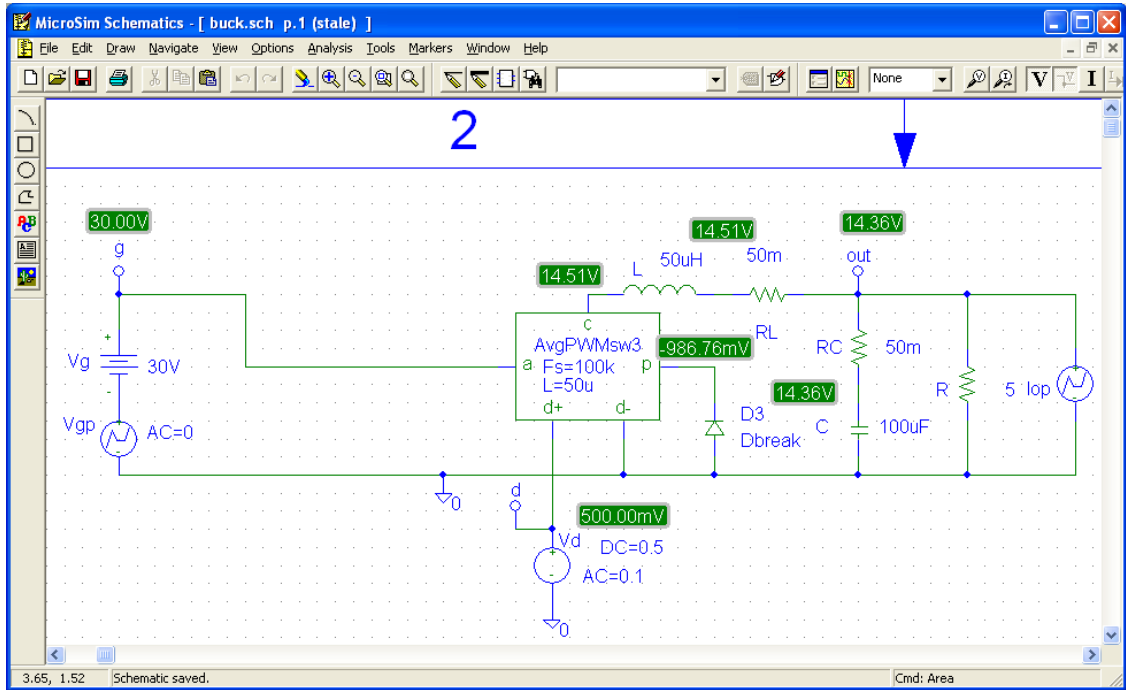 MicroSim Schematics - [ buck.sch p.1 (stale) ]
File Edit Draw Navigate View Options Analysis Tools Markers Window Help
None V V I I
2
ABC
30.00V
14.51V
14.36V
g
14.51V
L
50uH
50m
out
c
AvgPWMsw3
-986.76mV
RL
RC
50m
Vg
30V
a
Fs=100k
p
L=50u
14.36V
R
5
Iop
d+
d-
D3
Vgp
AC=0
Dbreak
C
100uF
0
d
500.00mV
Vd
DC=0.5
AC=0.1
0
3.65, 1.52 Schematic saved. Cmd: Area